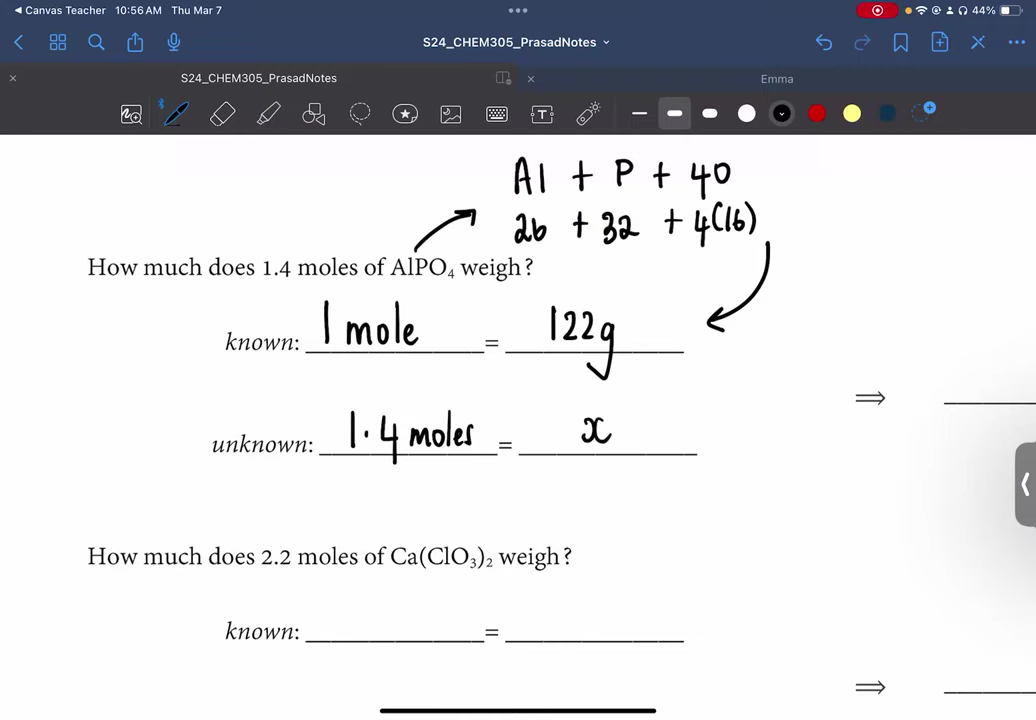 Canvas Teacher 10:56 AM Thu Mar 7 44%
S24_CHEM305_PrasadNotes
S24_CHEM305_PrasadNotes Emma
Al + P + 4O
26 + 32 + 4(16)
How much does 1.4 moles of AlPO₄ weigh?
known: 1 mole = 122g
unknown: 1.4 moles = x
How much does 2.2 moles of Ca(ClO₃)₂ weigh?
known: =